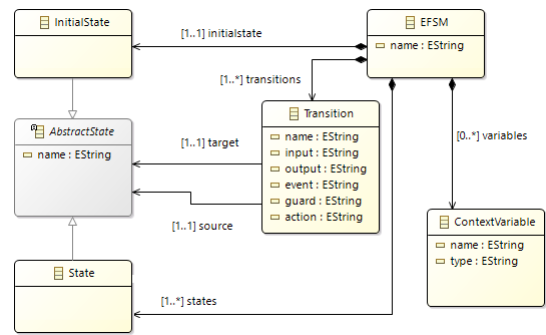 InitialState
[1..1] initialstate
EFSM
name : EString
[1..*] transitions
AbstractState
name : EString
[1..1] target
[1..1] source
Transition
name : EString
input : EString
output : EString
event : EString
guard : EString
action : EString
[0..*] variables
ContextVariable
name : EString
type : EString
State
[1..*] states